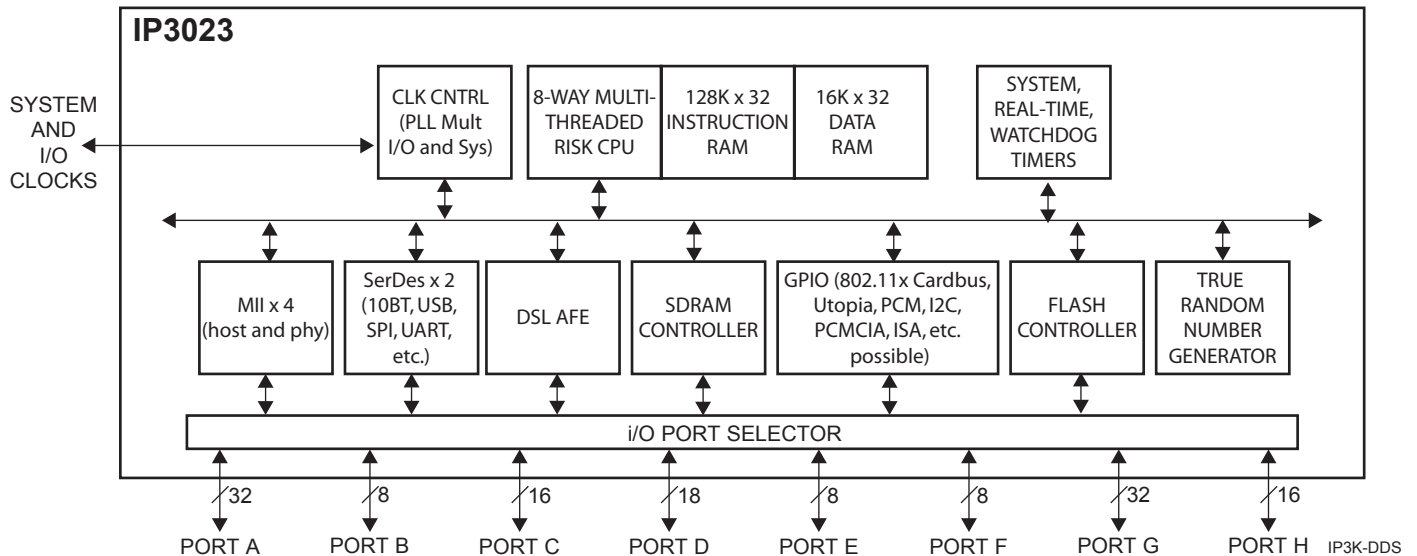 IP3023
SYSTEM
AND
I/O
CLOCKS
CLK CNTRL
(PLL Mult
I/O and Sys)
8-WAY MULTI-
THREADED
RISK CPU
128K x 32
INSTRUCTION
RAM
16K x 32
DATA
RAM
SYSTEM,
REAL-TIME,
WATCHDOG
TIMERS
MII x 4
(host and phy)
SerDes x 2
(10BT, USB,
SPI, UART,
etc.)
DSL AFE
SDRAM
CONTROLLER
GPIO (802.11x Cardbus,
Utopia, PCM, I2C,
PCMCIA, ISA, etc.
possible)
FLASH
CONTROLLER
TRUE
RANDOM
NUMBER
GENERATOR
i/O PORT SELECTOR
32
8
16
18
8
8
32
16
PORT A
PORT B
PORT C
PORT D
PORT E
PORT F
PORT G
PORT H
IP3K-DDS